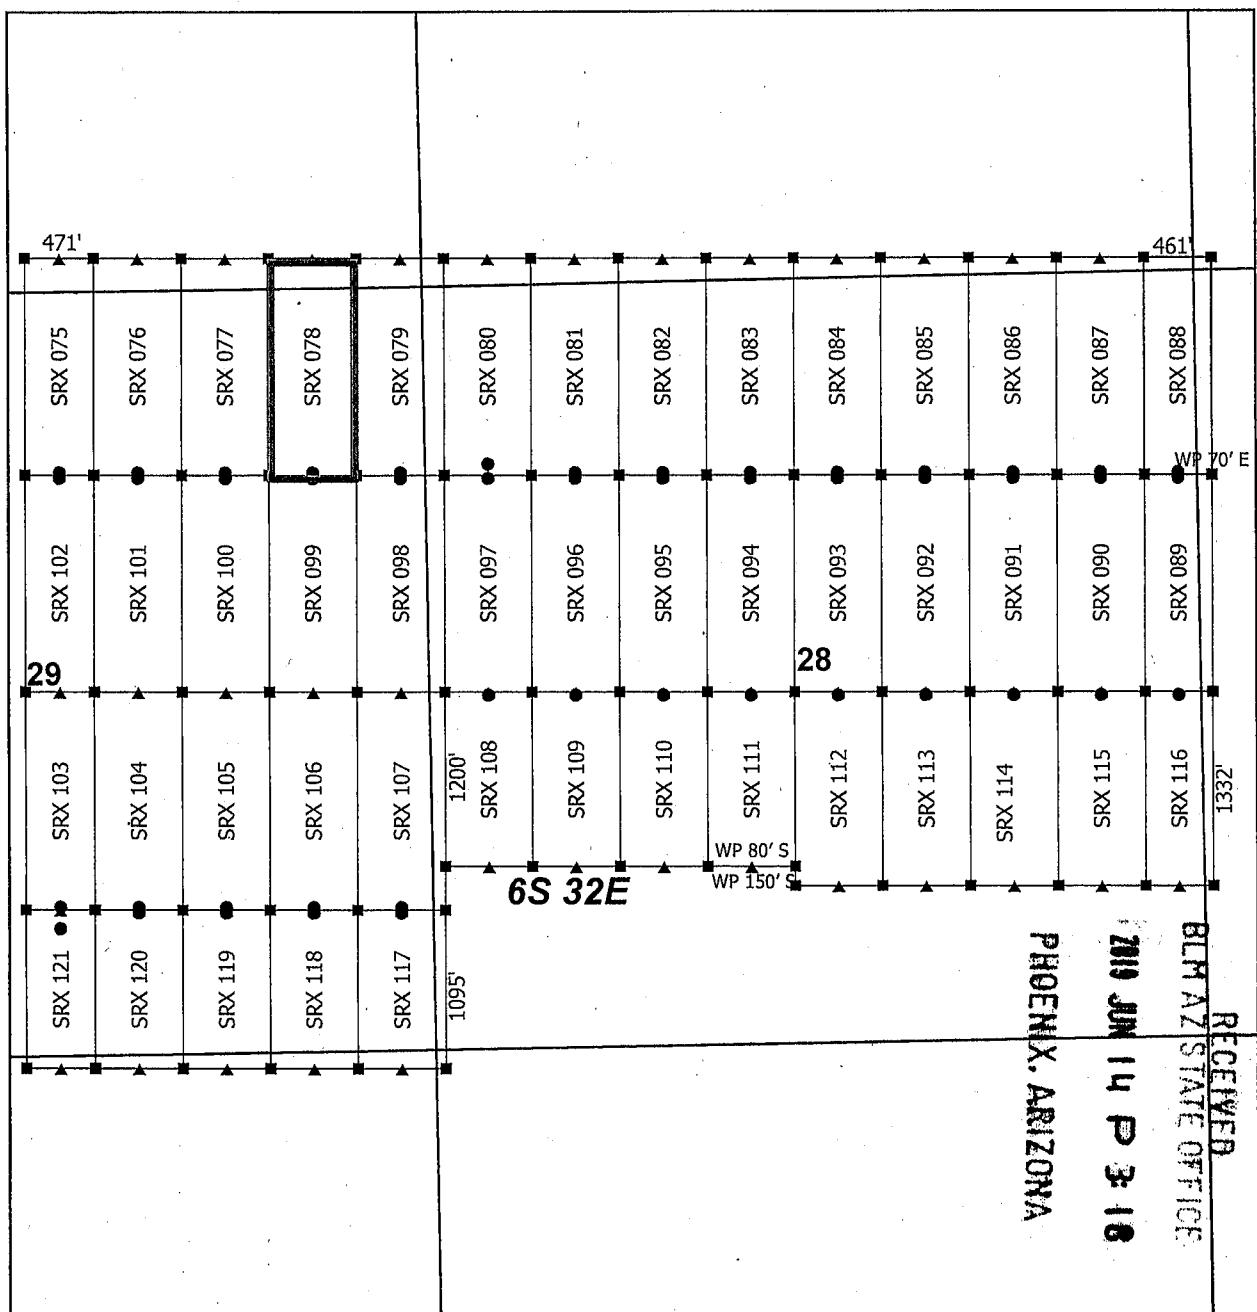 471'
461'
SRX 075
SRX 076
SRX 077
SRX 078
SRX 079
SRX 080
SRX 081
SRX 082
SRX 083
SRX 084
SRX 085
SRX 086
SRX 087
SRX 088
WP 70' E
SRX 102
SRX 101
SRX 100
SRX 099
SRX 098
SRX 097
SRX 096
SRX 095
SRX 094
SRX 093
SRX 092
SRX 091
SRX 090
SRX 089
29
28
SRX 103
SRX 104
SRX 105
SRX 106
SRX 107
1200'
SRX 108
SRX 109
SRX 110
SRX 111
SRX 112
SRX 113
SRX 114
SRX 115
SRX 116
1332'
WP 80' S
WP 150' S
6S 32E
SRX 121
SRX 120
SRX 119
SRX 118
SRX 117
1095'
RECEIVED
BLM AZ STATE OFFICE
2019 JUN 14 P 3:18
PHOENIX, ARIZONA